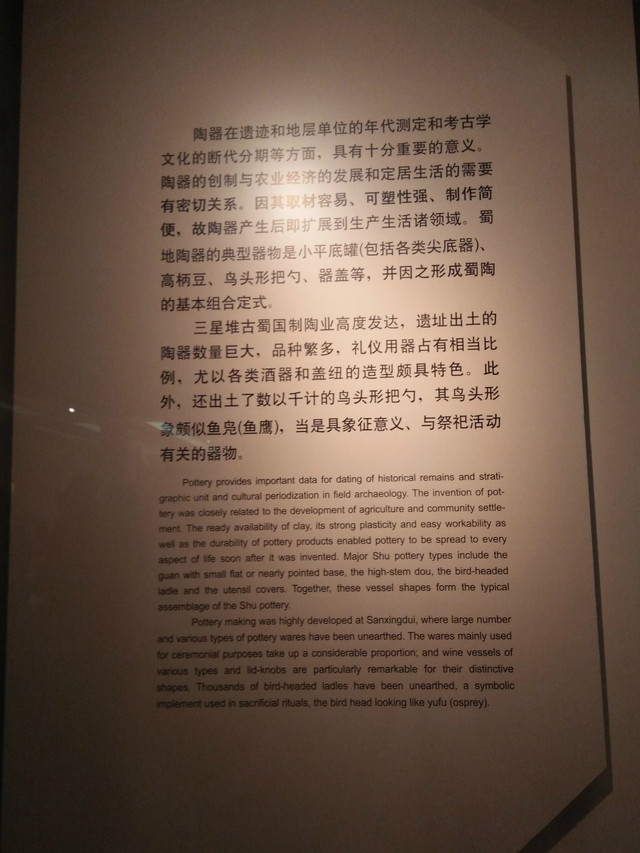 陶器在遗迹和地层单位的年代测定和考古学
文化的断代分期等方面，具有十分重要的意义。
陶器的创制与农业经济的发展和定居生活的需要
有密切关系。因其取材容易、可塑性强、制作简
便，故陶器产生后即扩展到生产生活诸领域。蜀
地陶器的典型器物是小平底罐(包括各类尖底器)、
高柄豆、鸟头形把勺、器盖等，并因之形成蜀陶
的基本组合定式。
三星堆古蜀国制陶业高度发达，遗址出土的
陶器数量巨大，品种繁多，礼仪用器占有相当比
例，尤以各类酒器和盖纽的造型颇具特色。此
外，还出土了数以千计的鸟头形把勺，其鸟头形
象颇似鱼凫(鱼鹰)，当是具象征意义、与祭祀活动
有关的器物。
Pottery provides important data for dating of historical remains and strati-
graphic unit and cultural periodization in field archaeology. The invention of pot-
tery was closely related to the development of agriculture and community settle-
ment. The ready availability of clay, its strong plasticity and easy workability as
well as the durability of pottery products enabled pottery to be spread to every
aspect of life soon after it was invented. Major Shu pottery types include the
guan with small flat or nearly pointed base, the high-stem dou, the bird-headed
ladle and the utensil covers. Together, these vessel shapes form the typical
assemblage of the Shu pottery.
Pottery making was highly developed at Sanxingdui, where large number
and various types of pottery wares have been unearthed. The wares mainly used
for ceremonial purposes take up a considerable proportion; and wine vessels of
various types and lid-knobs are particularly remarkable for their distinctive
shapes. Thousands of bird-headed ladles have been unearthed, a symbolic
implement used in sacrificial rituals, the bird head looking like yufu (osprey).